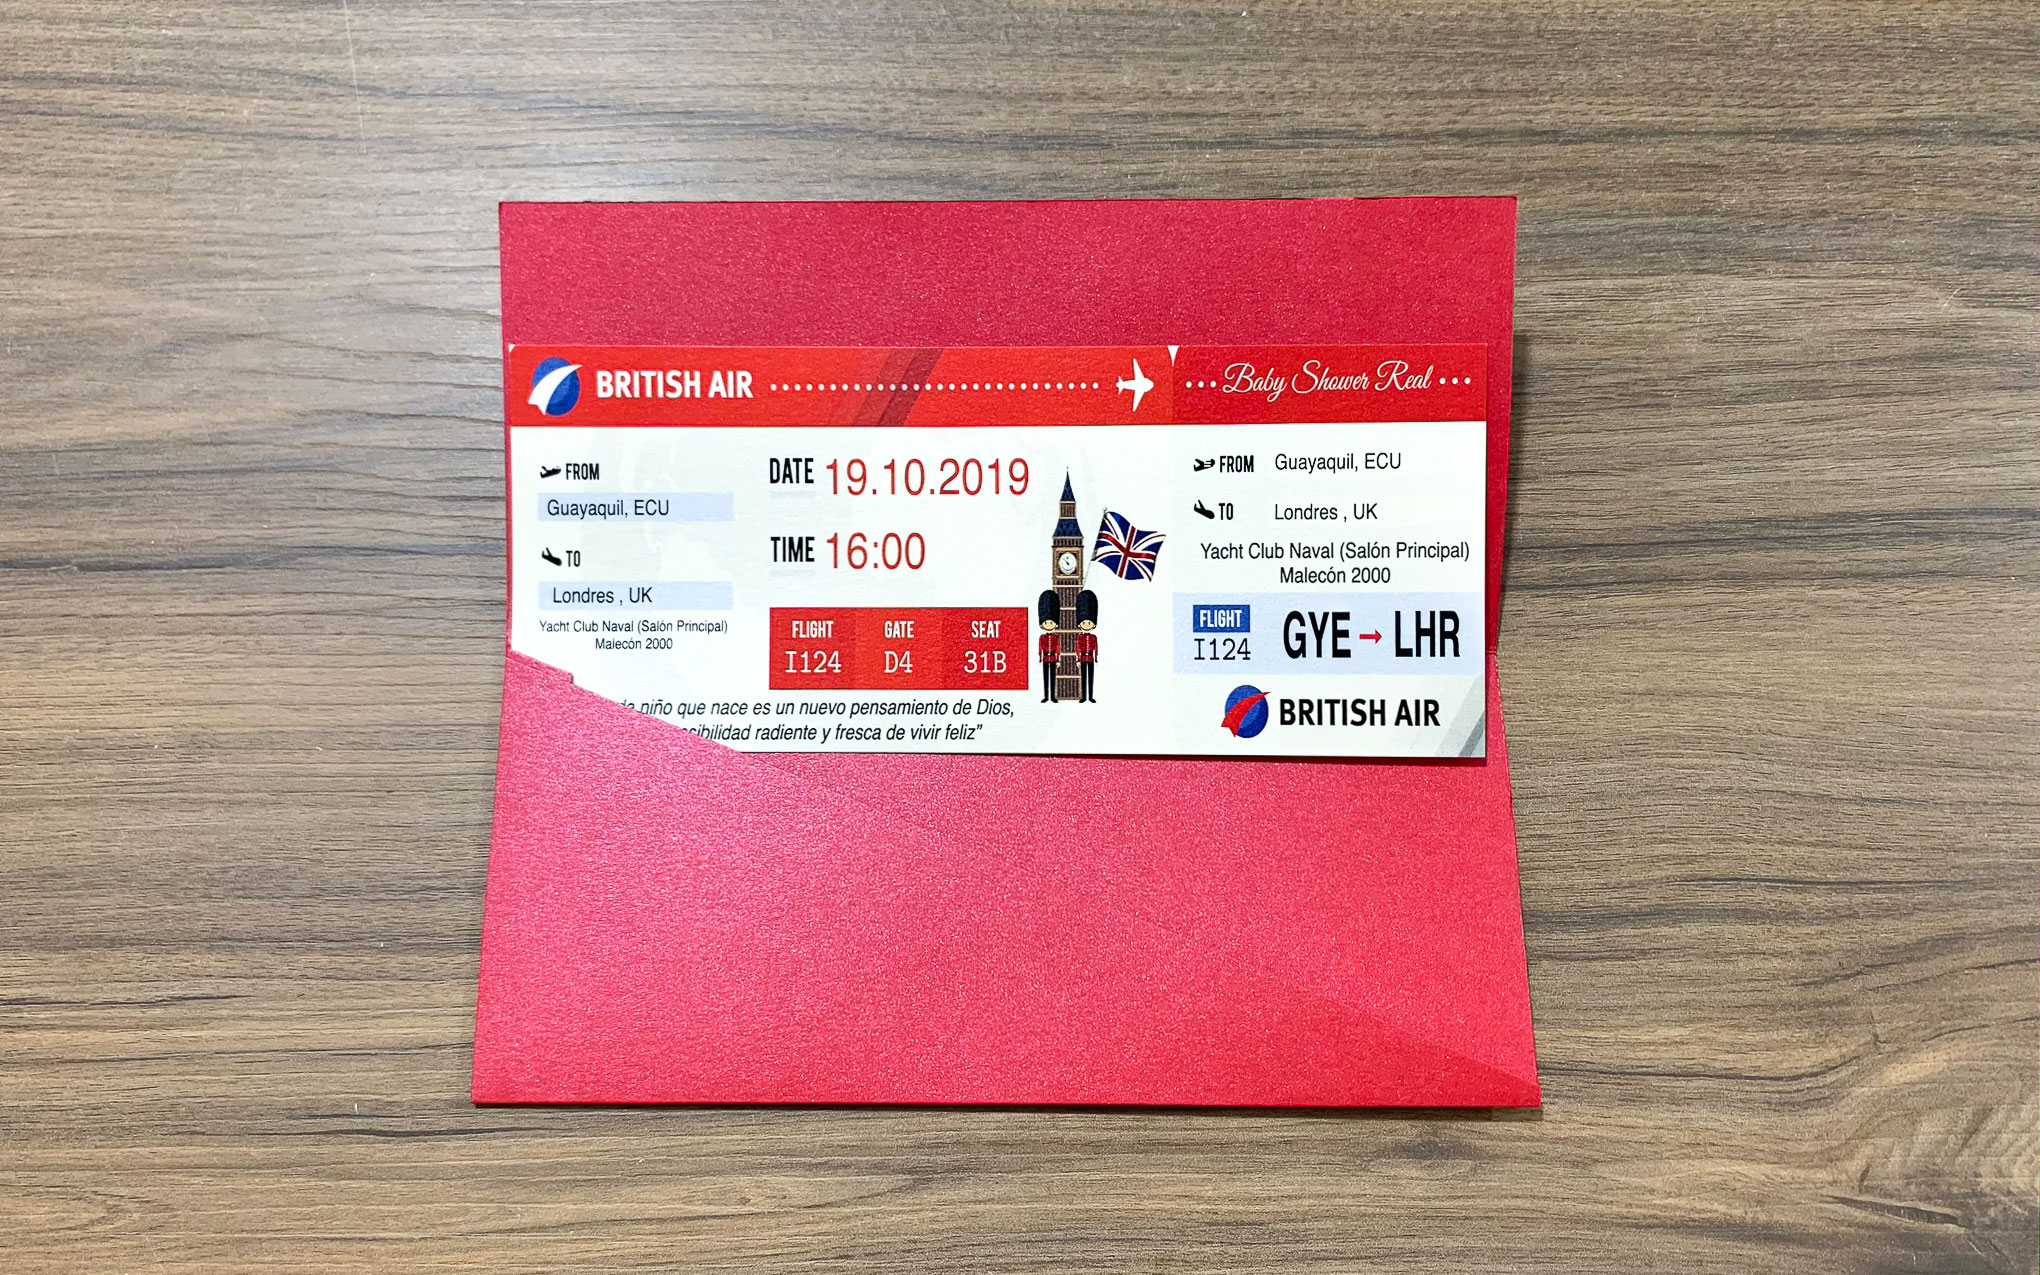 BRITISH AIR
Baby Shower Real
FROM
Guayaquil, ECU
TO
Londres , UK
Yacht Club Naval (Salón Principal)
Malecón 2000
DATE 19.10.2019
TIME 16:00
FLIGHT GATE SEAT
I124 D4 31B
niño que nace es un nuevo pensamiento de Dios,
radiente y fresca de vivir feliz”
FROM Guayaquil, ECU
TO Londres , UK
Yacht Club Naval (Salón Principal)
Malecón 2000
FLIGHT
I124
GYE → LHR
BRITISH AIR